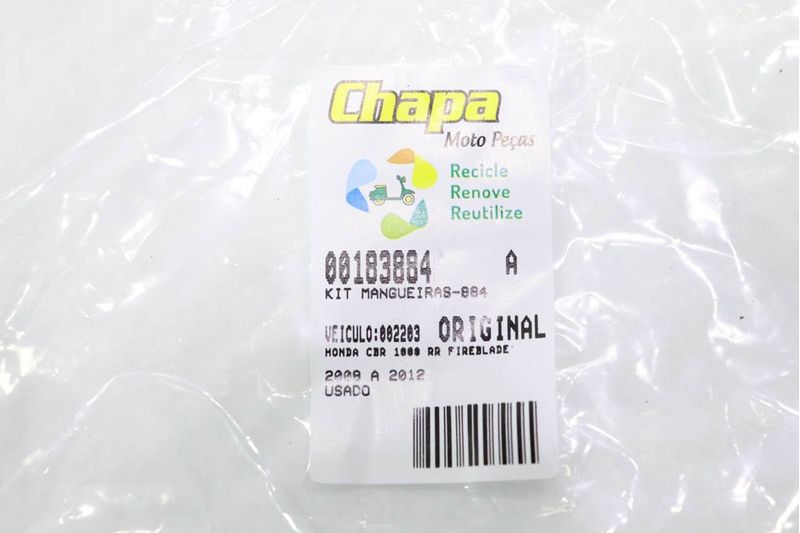 Chapa
Moto Peças
Recicle
Renove
Reutilize
00183884 A
KIT MANGUEIRAS-884
VEICULO:002203 ORIGINAL
HONDA CBR 1000 RR FIREBLADE
2008 A 2012
USADO